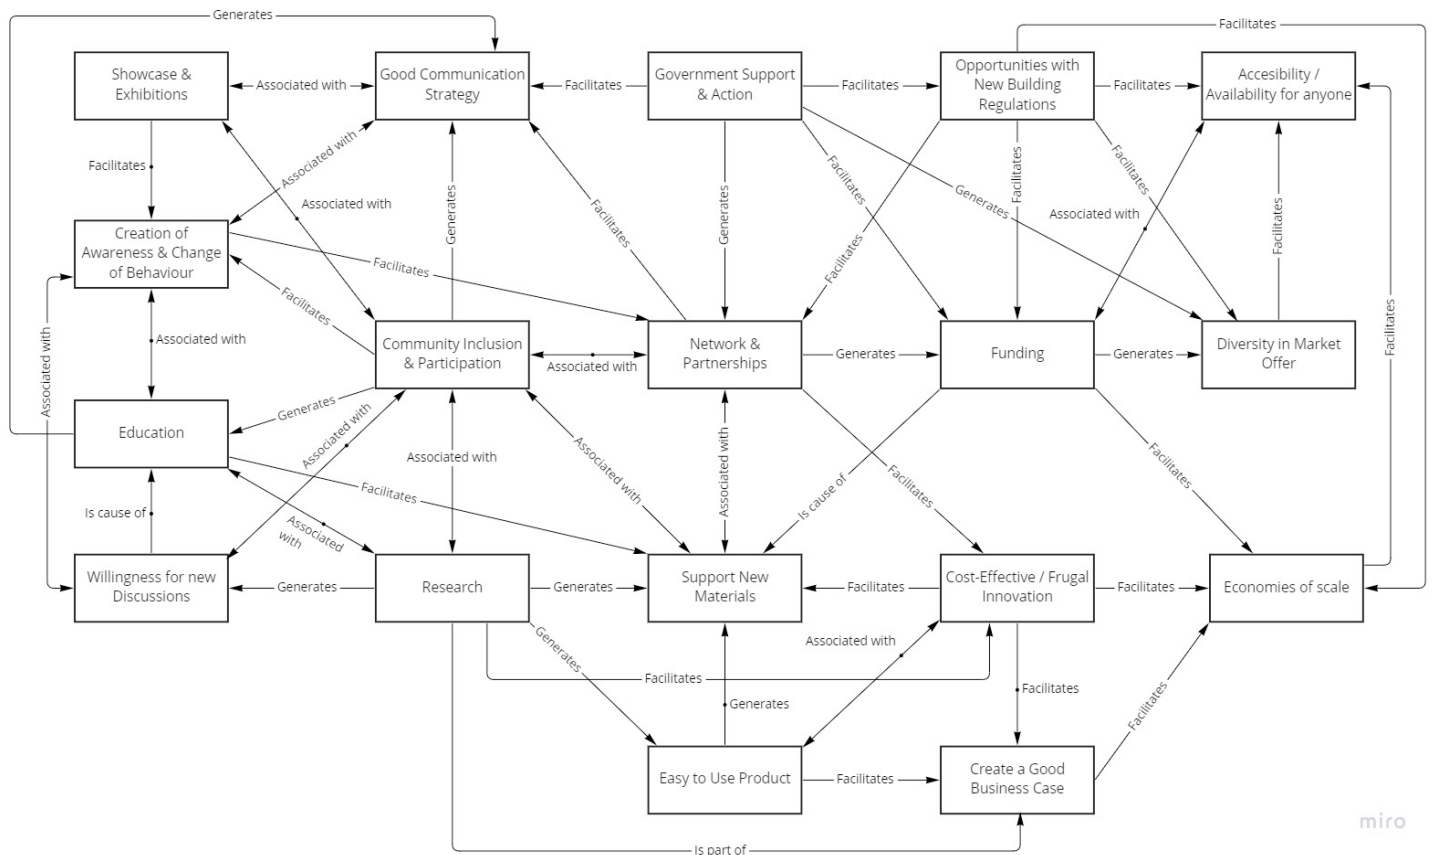 Generates
Facilitates
Showcase &
Exhibitions
Associated with
Good Communication
Strategy
Facilitates
Government Support
& Action
Facilitates
Opportunities with
New Building
Regulations
Facilitates
Accesibility /
Availability for anyone
Facilitates
Associated with
Associated with
Generates
Facilitates
Generates
Facilitates
Generates
Facilitates
Facilitates
Facilitates
Associated with
Facilitates
Creation of
Awareness & Change
of Behaviour
Facilitates
Facilitates
Facilitates
Associated with
Associated with
Community Inclusion
& Participation
Associated with
Network &
Partnerships
Generates
Funding
Generates
Diversity in Market
Offer
Education
Generates
Associated with
Associated with
Associated with
Associated with
Facilitates
Facilitates
Facilitates
Is cause of
Is cause of
Associated
with
Willingness for new
Discussions
Generates
Research
Generates
Support New
Materials
Facilitates
Cost-Effective / Frugal
Innovation
Facilitates
Economies of scale
Generates
Facilitates
Associated with
Generates
Facilitates
Facilitates
Easy to Use Product
Facilitates
Create a Good
Business Case
Is part of
miro